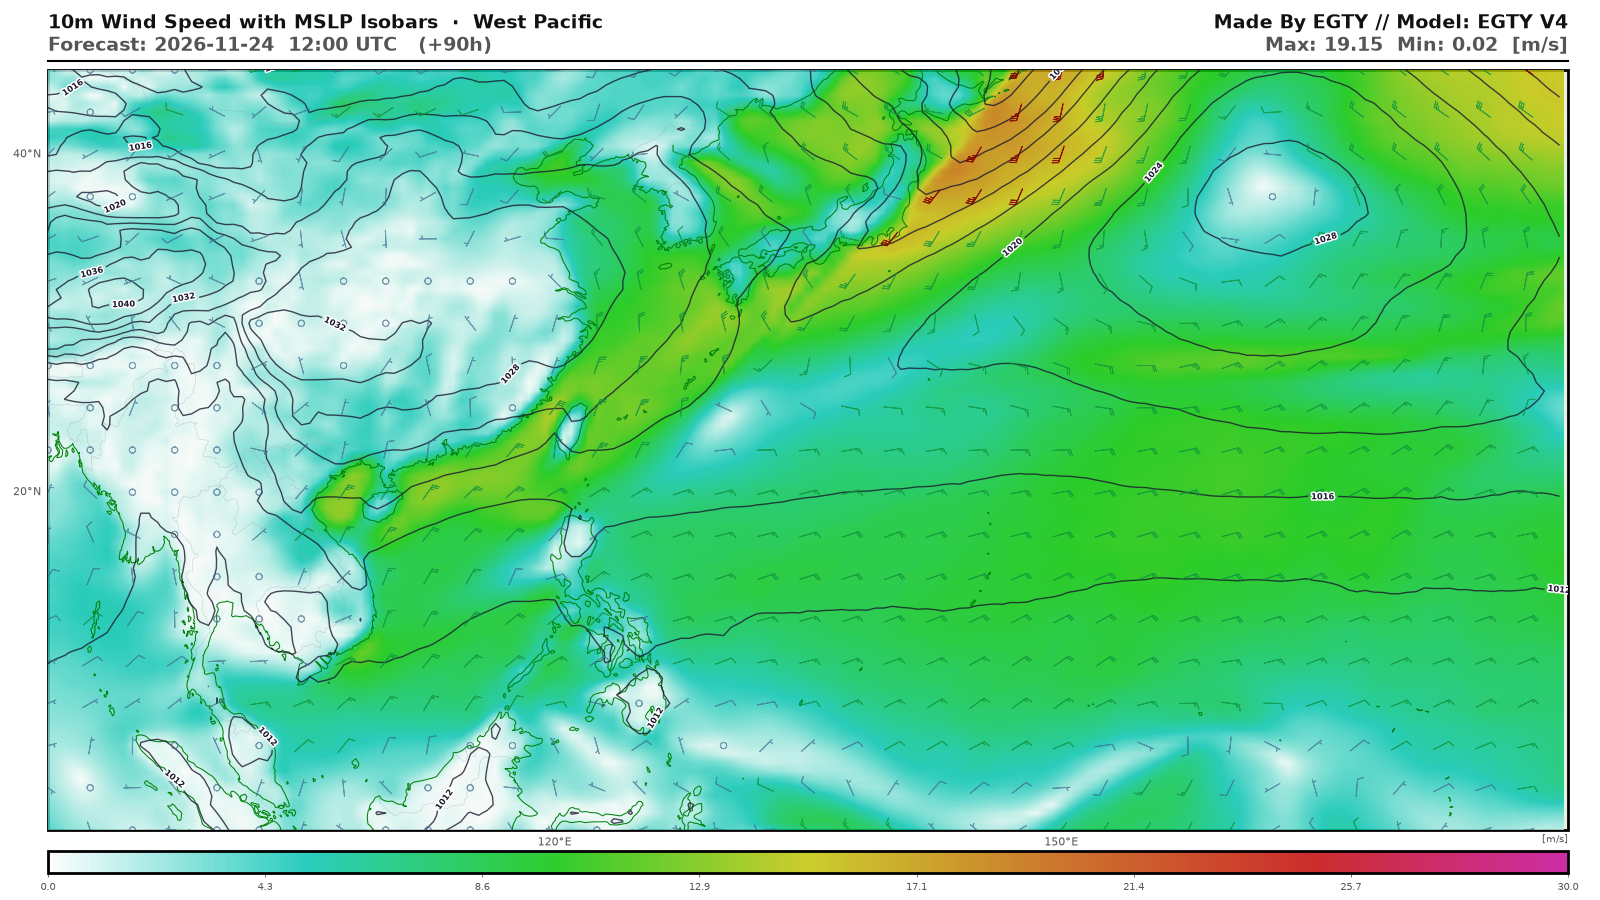 10m Wind Speed with MSLP Isobars · West Pacific
Made By EGTY // Model: EGTY V4
Forecast: 2026-11-24 12:00 UTC (+90h)
Max: 19.15 Min: 0.02 [m/s]
1016
40°N
1016
1024
1020
1028
1020
1036
1032
1040
1032
1028
20°N
1016
1012
1012
1012
1012
1012
120°E
150°E
[m/s]
0.0 4.3 8.6 12.9 17.1 21.4 25.7 30.0